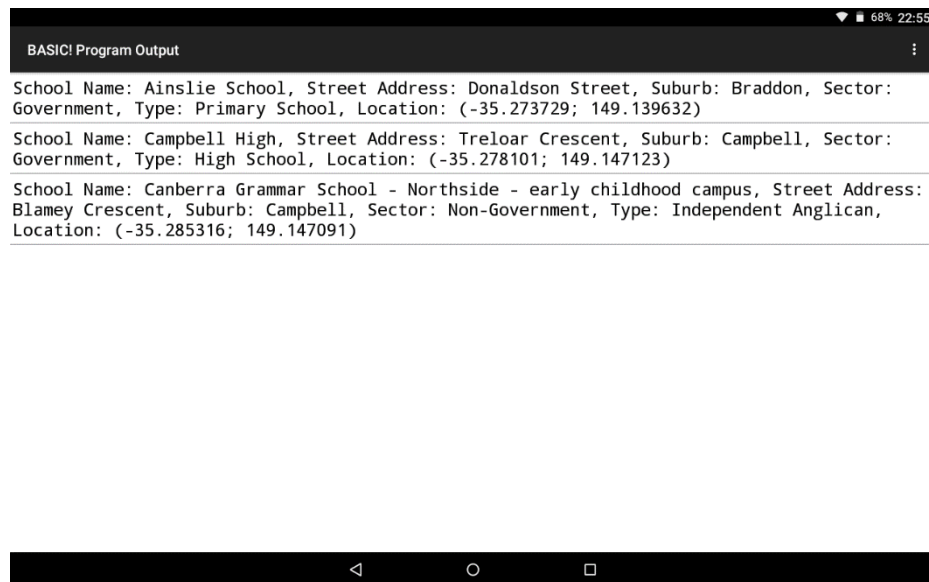 68% 22:55
BASIC! Program Output
School Name: Ainslie School, Street Address: Donaldson Street, Suburb: Braddon, Sector:
Government, Type: Primary School, Location: (-35.273729; 149.139632)
School Name: Campbell High, Street Address: Treloar Crescent, Suburb: Campbell, Sector:
Government, Type: High School, Location: (-35.278101; 149.147123)
School Name: Canberra Grammar School - Northside - early childhood campus, Street Address:
Blamey Crescent, Suburb: Campbell, Sector: Non-Government, Type: Independent Anglican,
Location: (-35.285316; 149.147091)